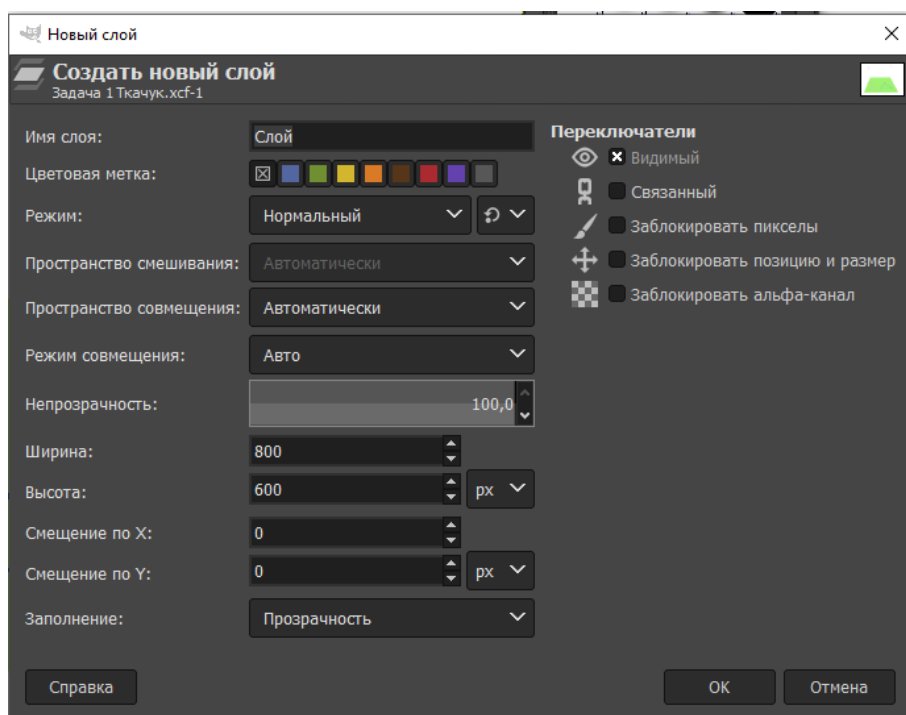 Новый слой
Создать новый слой
Задача 1 Ткачук.xcf-1
Имя слоя:
Слой
Цветовая метка:
Режим:
Нормальный
Пространство смешивания:
Автоматически
Пространство совмещения:
Автоматически
Режим совмещения:
Авто
Непрозрачность:
100,0
Ширина:
800
Высота:
600
px
Смещение по X:
0
Смещение по Y:
0
px
Заполнение:
Прозрачность
Переключатели
Видимый
Связанный
Заблокировать пикселы
Заблокировать позицию и размер
Заблокировать альфа-канал
Справка
OK
Отмена